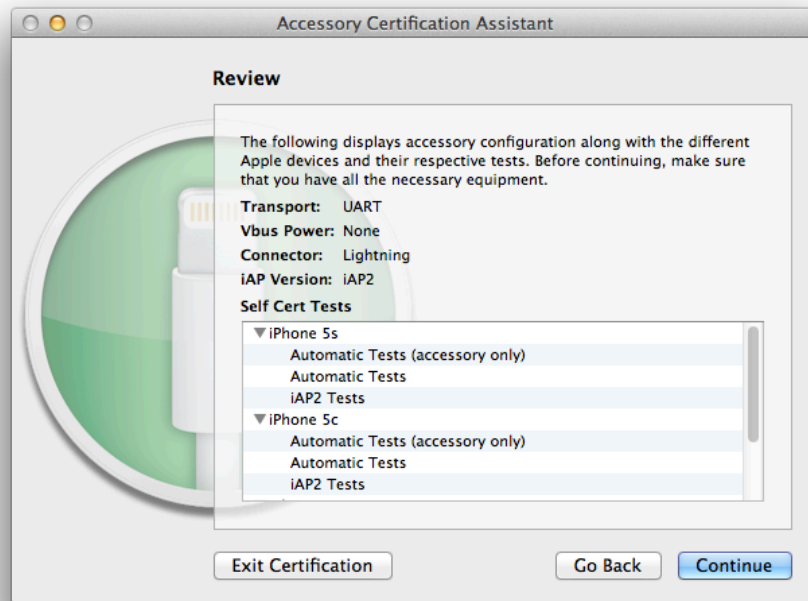 Accessory Certification Assistant
Review
The following displays accessory configuration along with the different
Apple devices and their respective tests. Before continuing, make sure
that you have all the necessary equipment.
Transport: UART
Vbus Power: None
Connector: Lightning
iAP Version: iAP2
Self Cert Tests
iPhone 5s
Automatic Tests (accessory only)
Automatic Tests
iAP2 Tests
iPhone 5c
Automatic Tests (accessory only)
Automatic Tests
iAP2 Tests
Exit Certification Go Back Continue